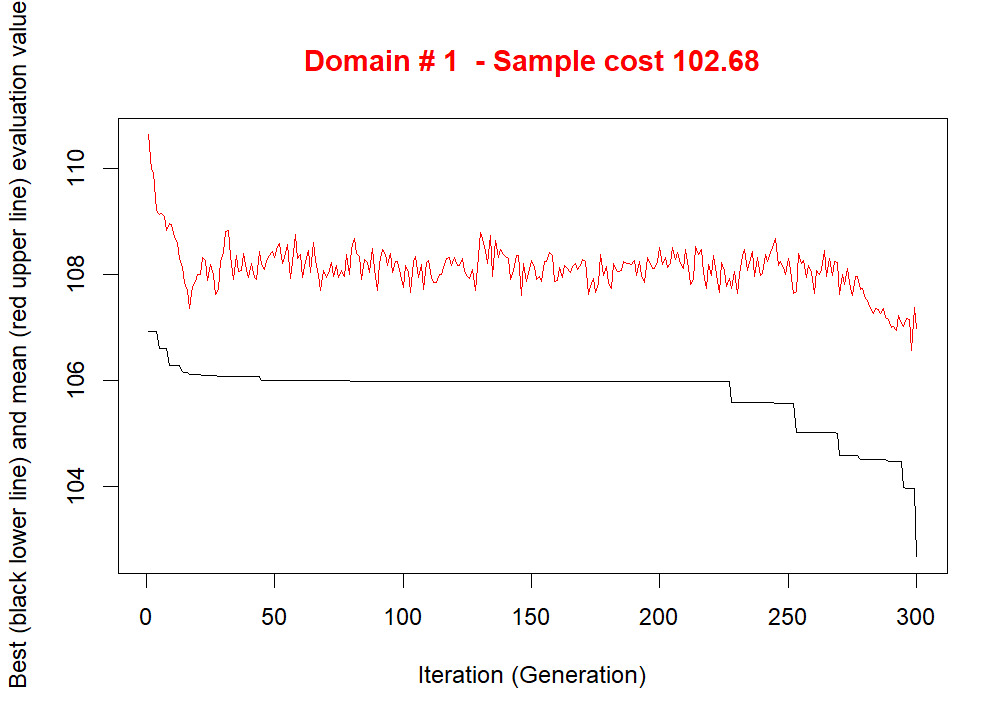 Domain # 1  - Sample cost 102.68
Best (black lower line) and mean (red upper line) evaluation value
110
108
106
104
0 50 100 150 200 250 300
Iteration (Generation)